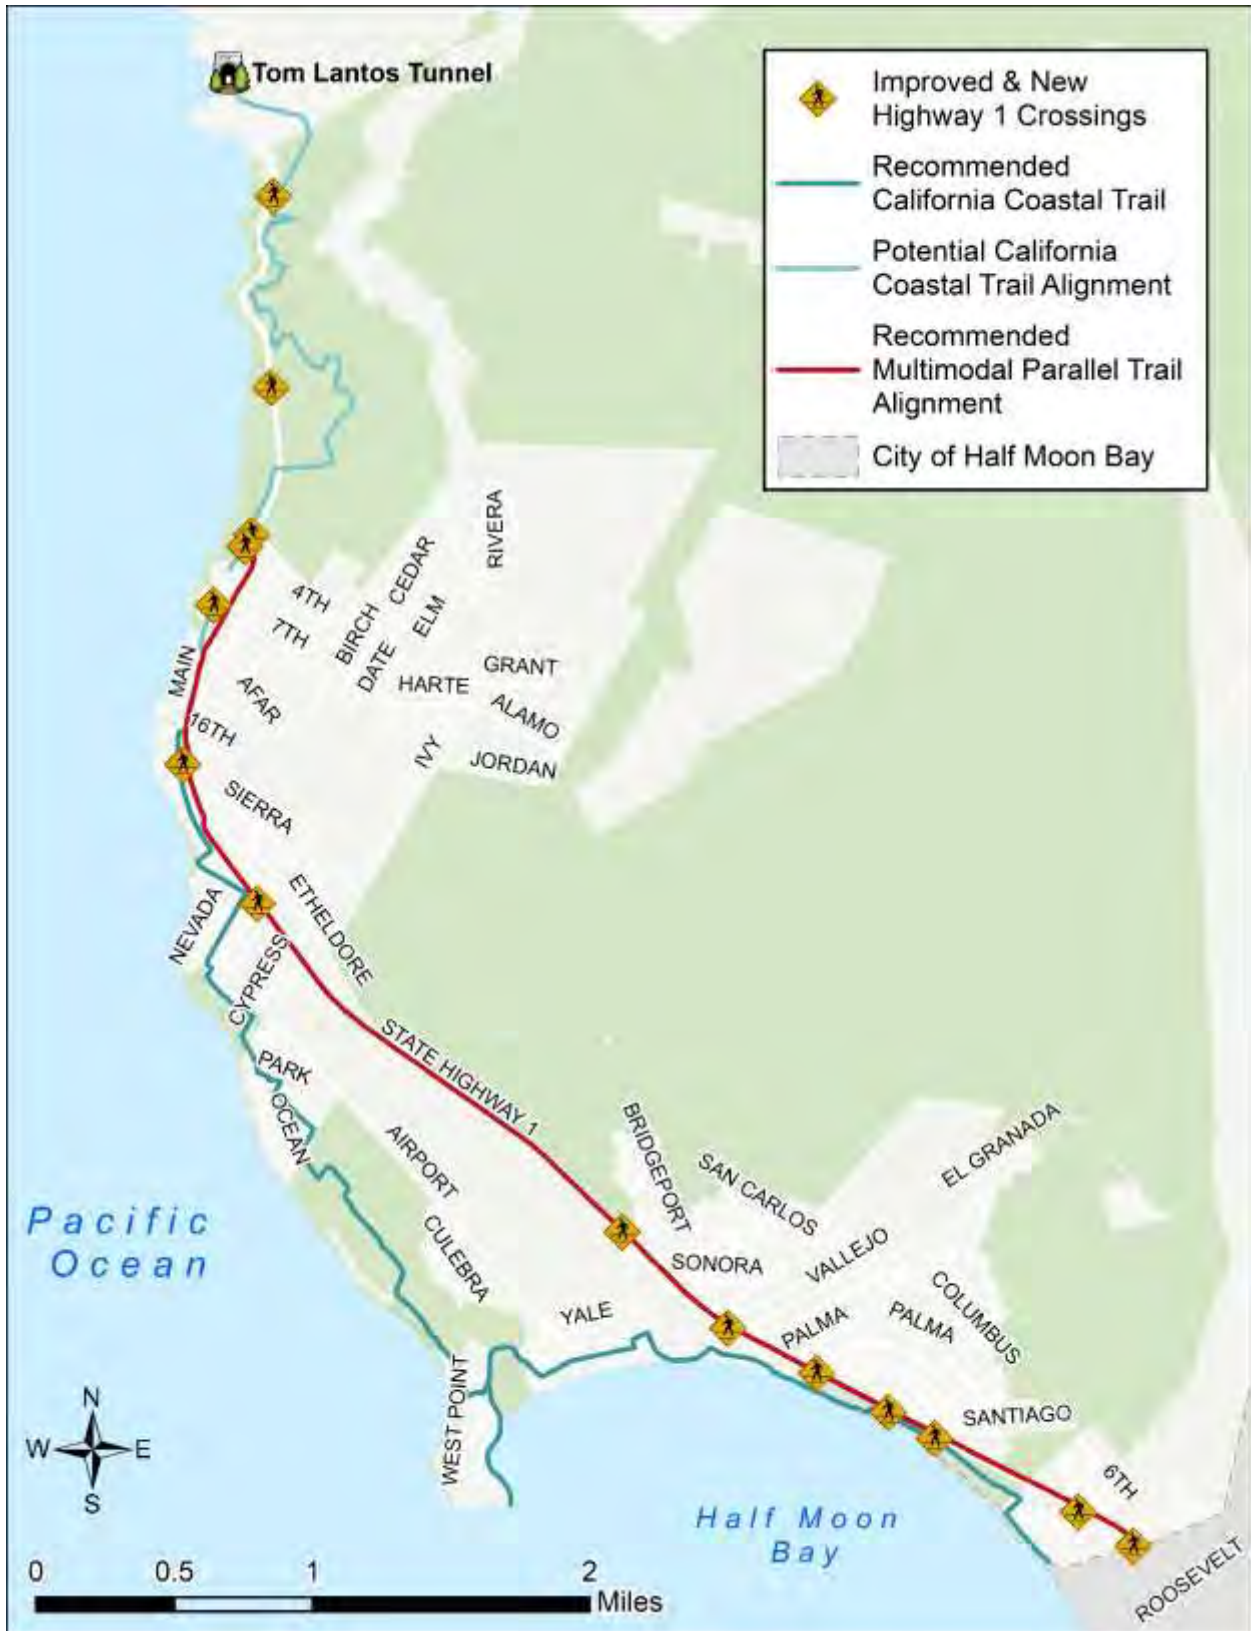 Tom Lantos Tunnel
Improved & New
Highway 1 Crossings
Recommended
California Coastal Trail
Potential California
Coastal Trail Alignment
Recommended
Multimodal Parallel Trail
Alignment
City of Half Moon Bay
RIVERA
CEDAR
4TH
BIRCH
ELM
7TH
DATE
MAIN
HARTE
GRANT
AFAR
ALAMO
16TH
IVY
JORDAN
SIERRA
NEVADA
ETHELDORE
CYPRESS
STATE HIGHWAY 1
PARK
OCEAN
AIRPORT
BRIDGEPORT
SAN CARLOS
EL GRANADA
Pacific
Ocean
CULEBRA
SONORA
VALLEJO
COLUMBUS
YALE
PALMA
PALMA
WEST POINT
SANTIAGO
N
W
E
S
6TH
Half Moon
Bay
ROOSEVELT
0
0.5
1
2
Miles